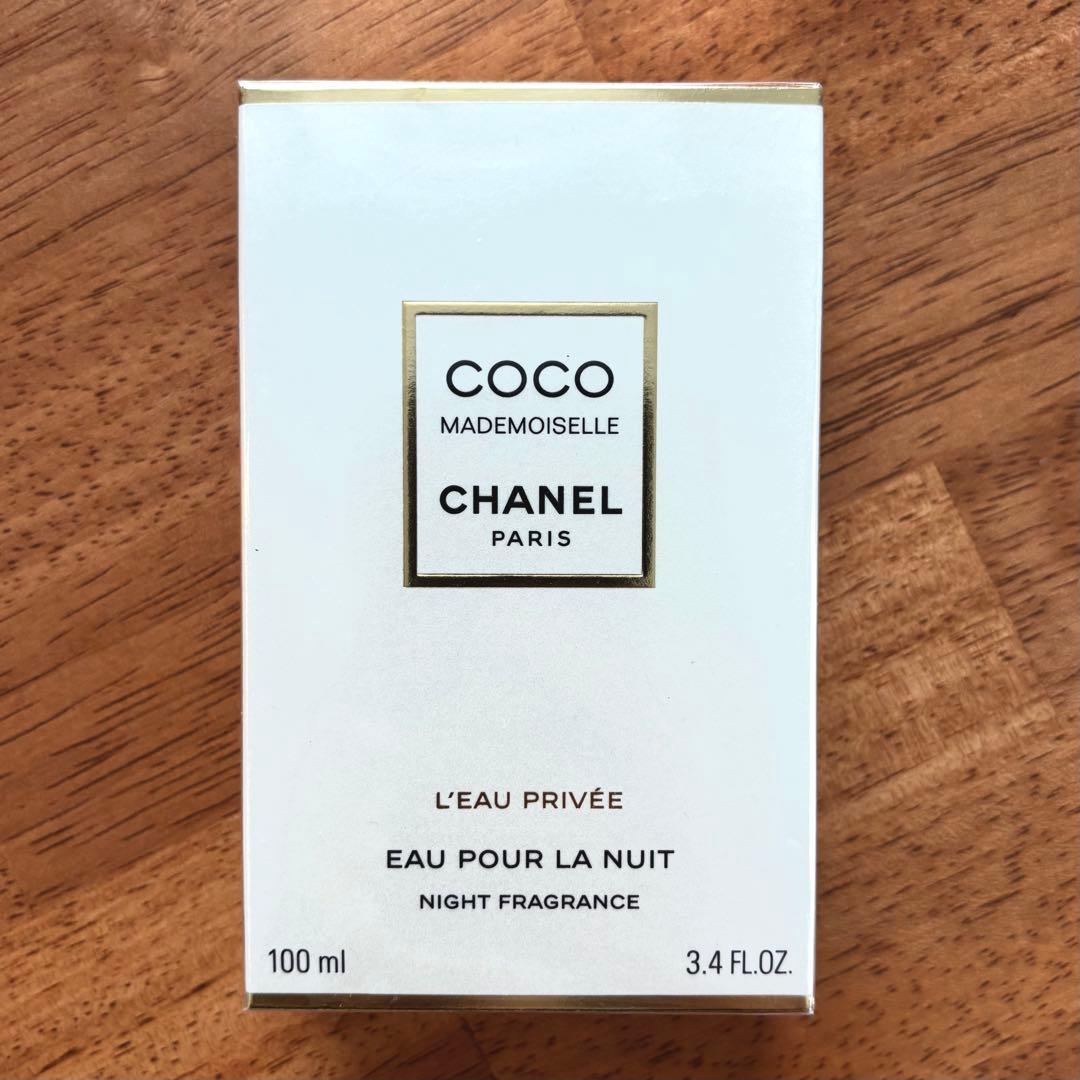 COCO
MADEMOISELLE
CHANEL
PARIS
L'EAU PRIVÉE
EAU POUR LA NUIT
NIGHT FRAGRANCE
100 ml 3.4 FL.OZ.